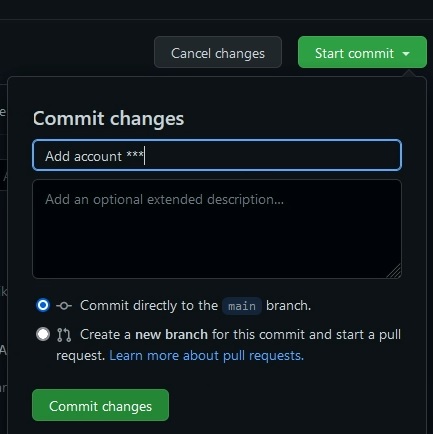 Cancel changes
Start commit
Commit changes
Add account ***
Add an optional extended description...
Commit directly to the main branch.
Create a new branch for this commit and start a pull
request. Learn more about pull requests.
Commit changes